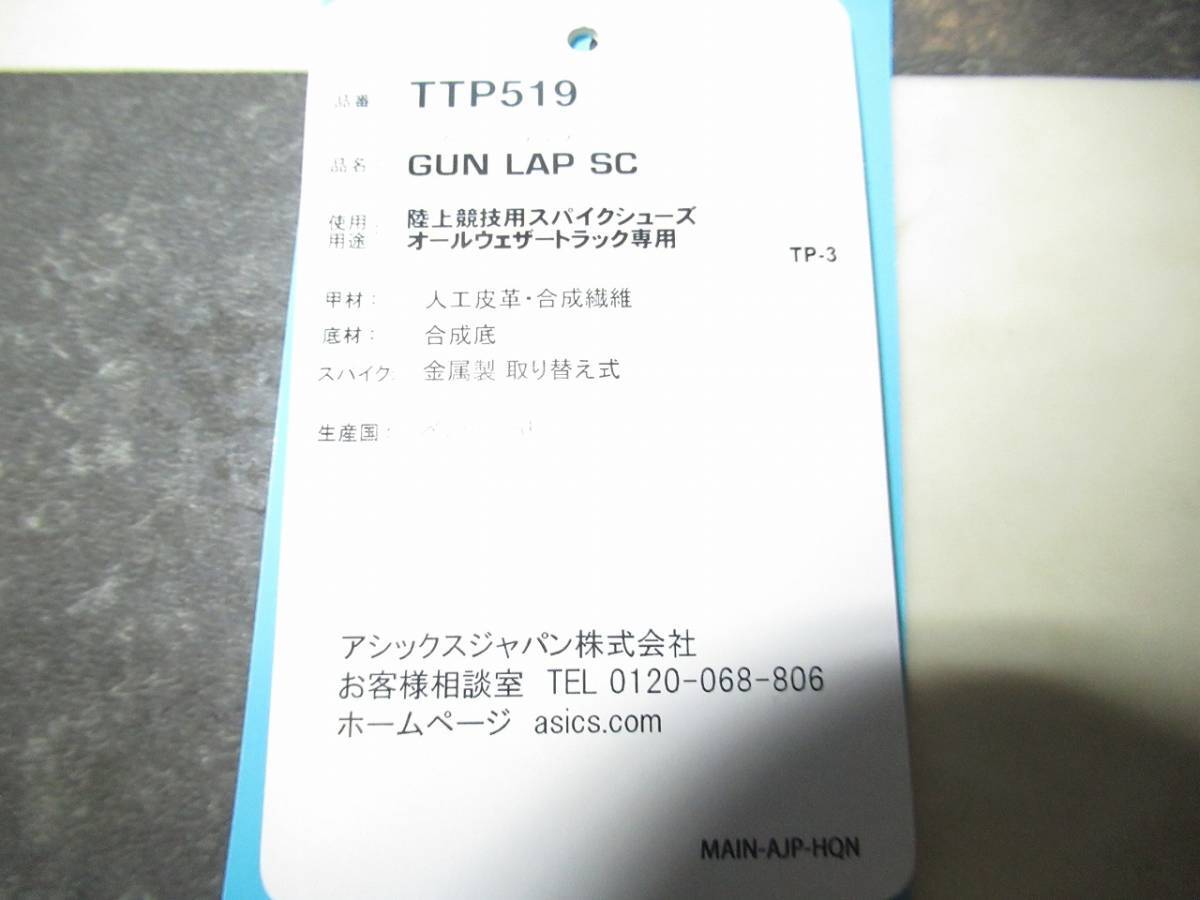 品番 TTP519
品名 GUN LAP SC
使用用途 : 陸上競技用スパイクシューズ
オールウェザートラック専用
TP-3
甲材 : 人工皮革・合成繊維
底材 : 合成底
スパイク: 金属製 取り替え式
生産国 :
アシックスジャパン株式会社
お客様相談室 TEL 0120-068-806
ホームページ asics.com
MAIN-AJP-HQN